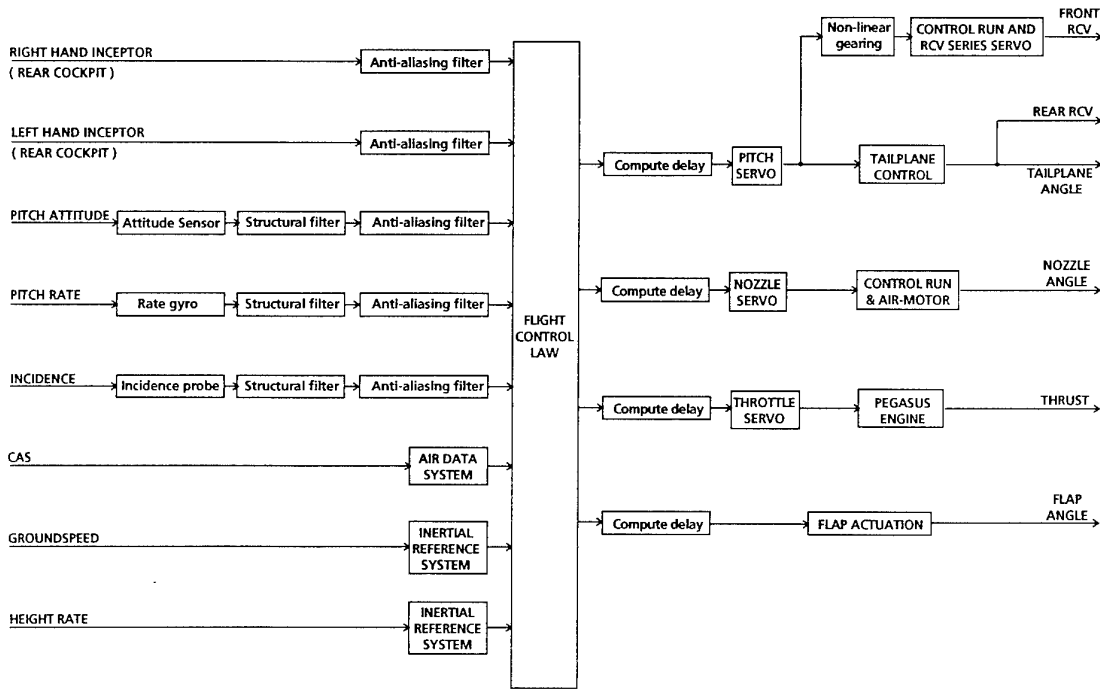 RIGHT HAND INCEPTOR
( REAR COCKPIT )
Anti-aliasing filter
LEFT HAND INCEPTOR
( REAR COCKPIT )
Anti-aliasing filter
PITCH ATTITUDE
Attitude Sensor
Structural filter
Anti-aliasing filter
PITCH RATE
Rate gyro
Structural filter
Anti-aliasing filter
INCIDENCE
Incidence probe
Structural filter
Anti-aliasing filter
CAS
AIR DATA
SYSTEM
GROUNDSPEED
INERTIAL
REFERENCE
SYSTEM
HEIGHT RATE
INERTIAL
REFERENCE
SYSTEM
FLIGHT
CONTROL
LAW
Non-linear
gearing
CONTROL RUN AND
RCV SERIES SERVO
FRONT
RCV
Compute delay
PITCH
SERVO
TAILPLANE
CONTROL
REAR RCV
TAILPLANE
ANGLE
Compute delay
NOZZLE
SERVO
CONTROL RUN
& AIR-MOTOR
NOZZLE
ANGLE
Compute delay
THROTTLE
SERVO
PEGASUS
ENGINE
THRUST
Compute delay
FLAP ACTUATION
FLAP
ANGLE